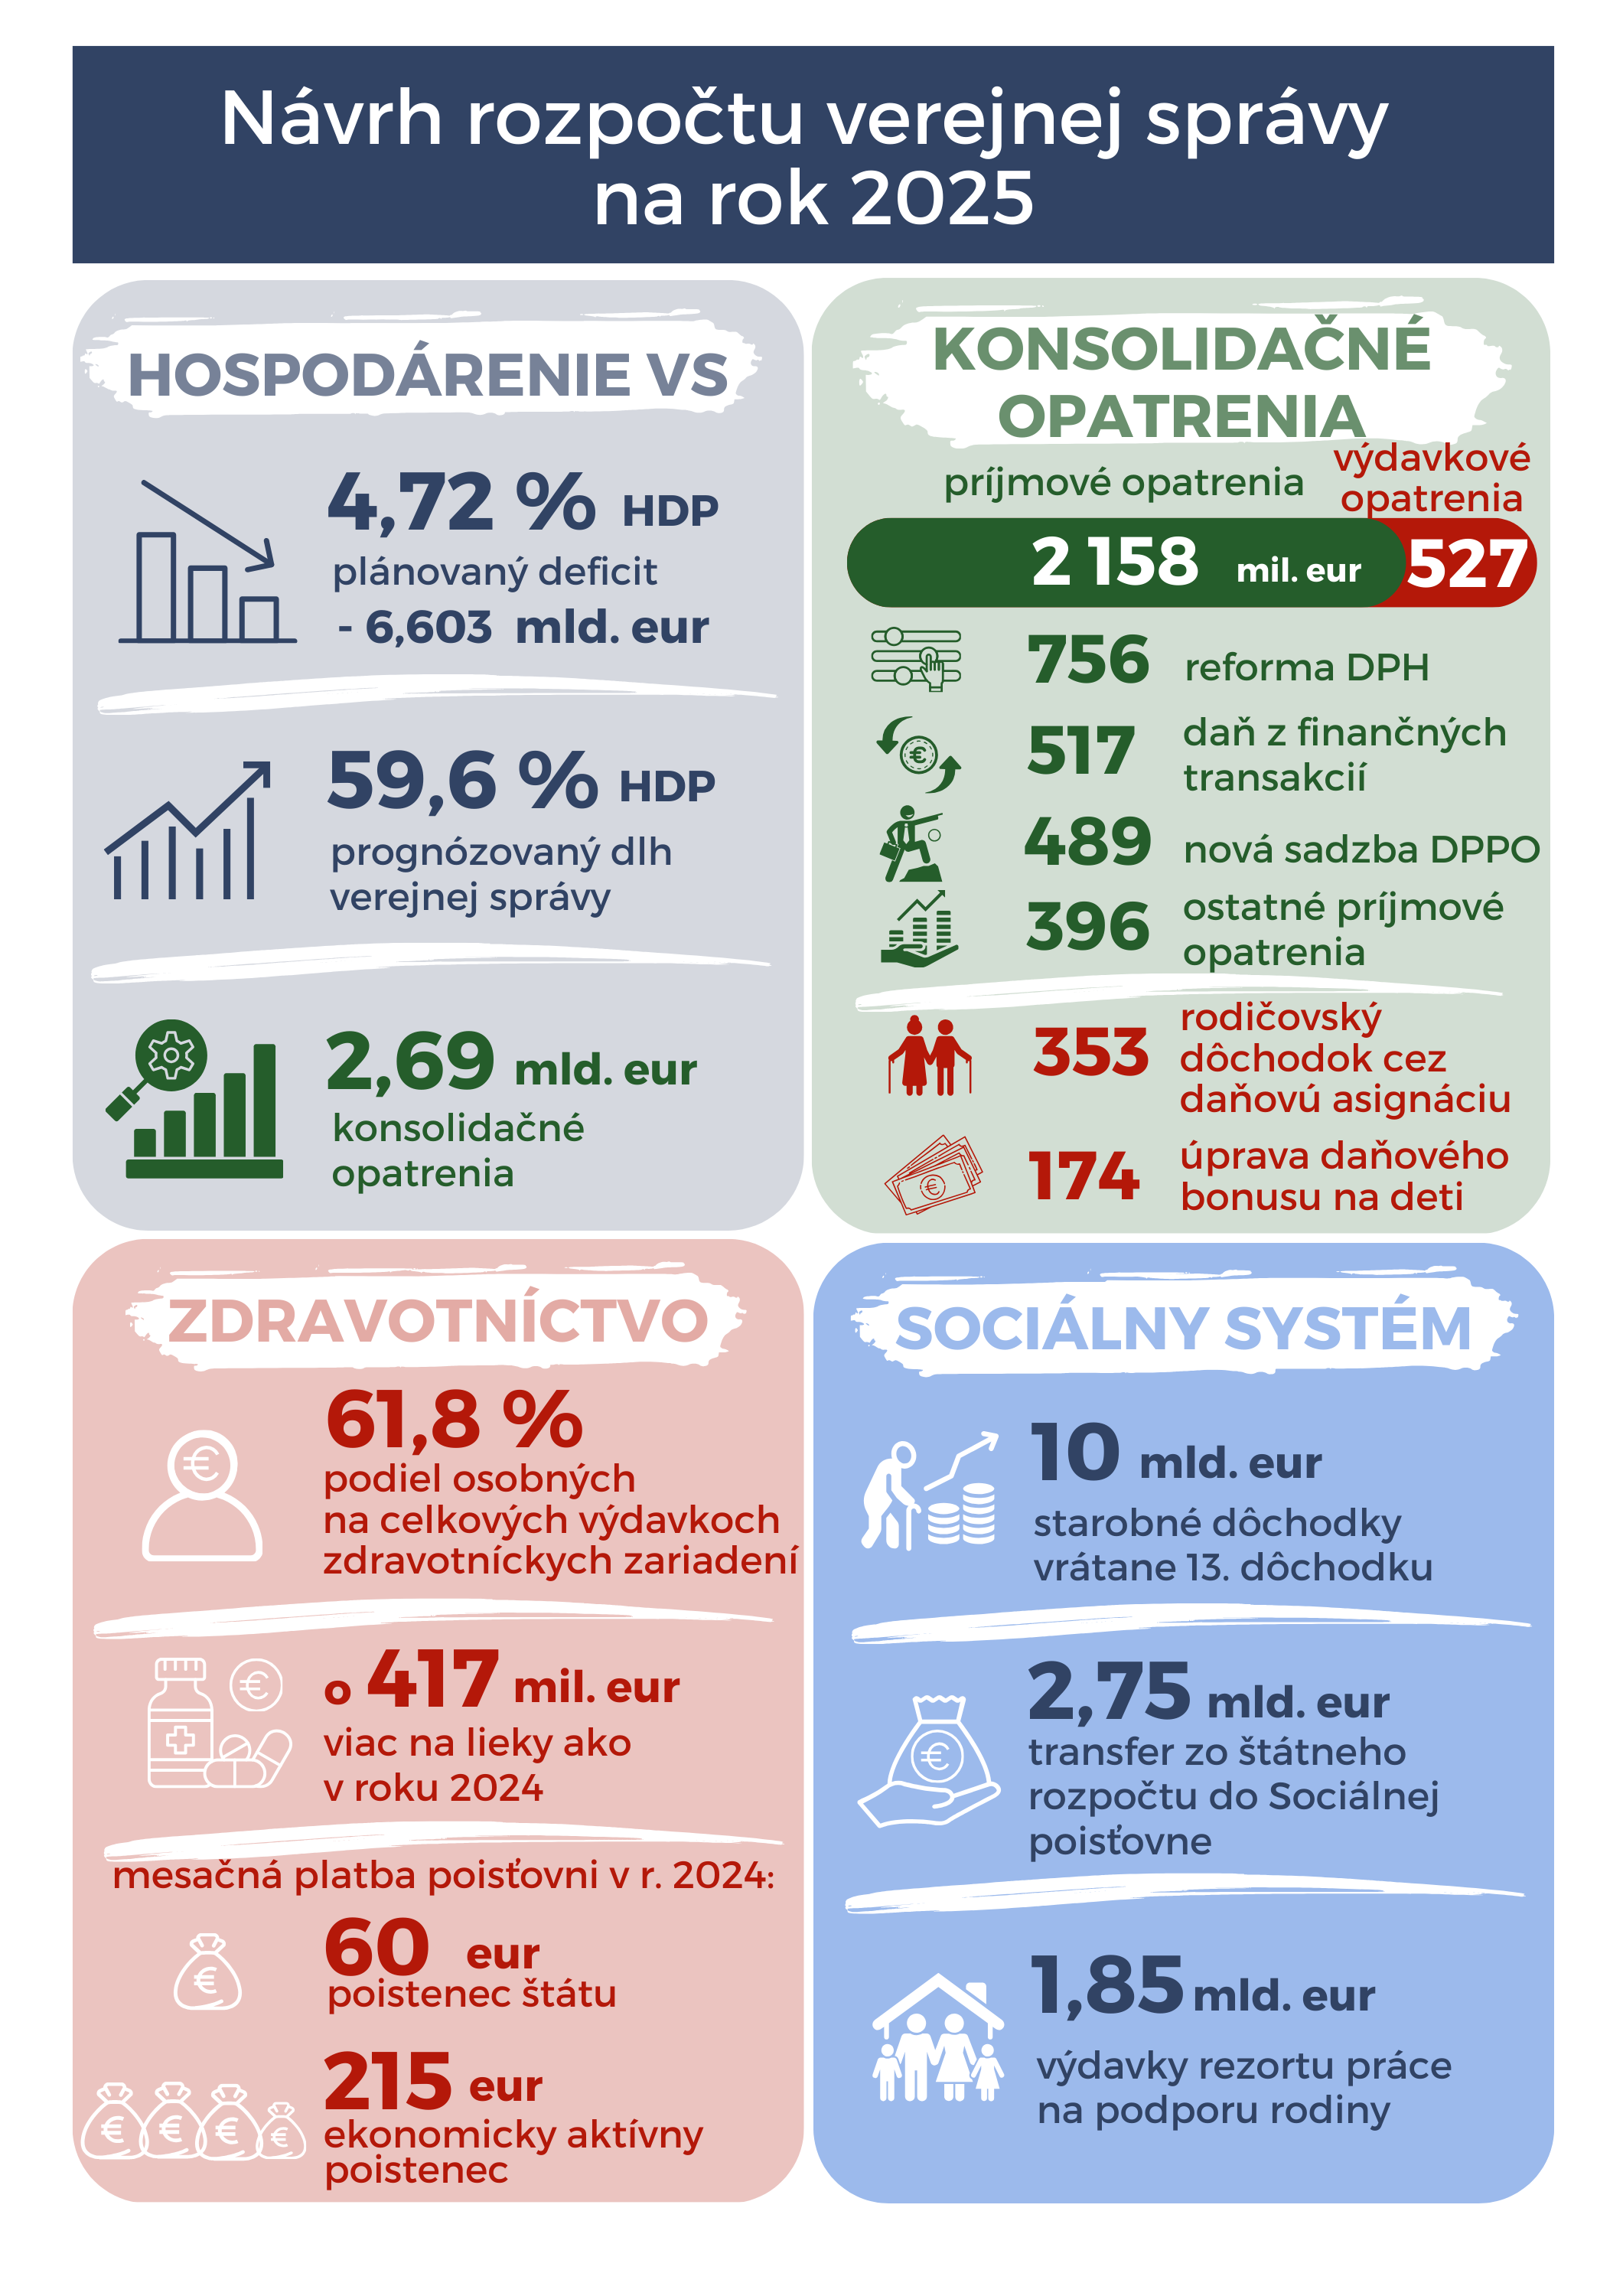 Návrh rozpočtu verejnej správy
na rok 2025
HOSPODÁRENIE VS
4,72 % HDP
plánovaný deficit
- 6,603 mld. eur
59,6 % HDP
prognózovaný dlh
verejnej správy
2,69 mld. eur
konsolidačné
opatrenia
KONSOLIDAČNÉ
OPATRENIA
príjmové opatrenia
výdavkové
opatrenia
2 158 mil. eur 527
756 reforma DPH
517 daň z finančných
transakcií
489 nová sadzba DPPO
396 ostatné príjmové
opatrenia
353 rodičovský
dôchodok cez
daňovú asignáciu
174 úprava daňového
bonusu na deti
ZDRAVOTNÍCTVO
61,8 %
podiel osobných
na celkových výdavkoch
zdravotníckych zariadení
o 417 mil. eur
viac na lieky ako
v roku 2024
mesačná platba poisťovni v r. 2024:
60 eur
poistenec štátu
215 eur
ekonomicky aktívny
poistenec
SOCIÁLNY SYSTÉM
10 mld. eur
starobné dôchodky
vrátane 13. dôchodku
2,75 mld. eur
transfer zo štátneho
rozpočtu do Sociálnej
poisťovne
1,85 mld. eur
výdavky rezortu práce
na podporu rodiny